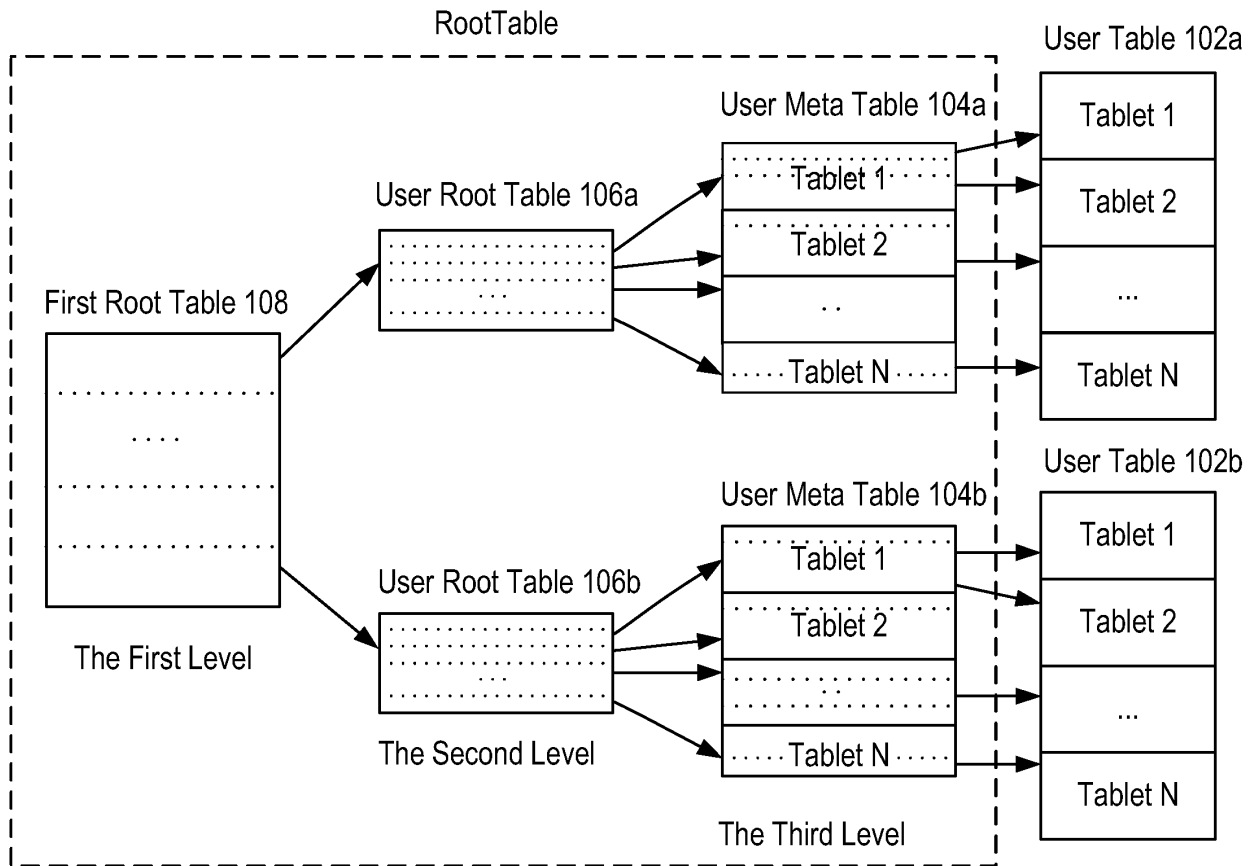 RootTable
User Table 102a
Tablet 1
Tablet 2
...
Tablet N
User Meta Table 104a
Tablet 1
Tablet 2
. .
Tablet N
User Root Table 106a
...
First Root Table 108
. . . .
The First Level
User Root Table 106b
...
The Second Level
User Meta Table 104b
Tablet 1
Tablet 2
. .
Tablet N
The Third Level
User Table 102b
Tablet 1
Tablet 2
...
Tablet N